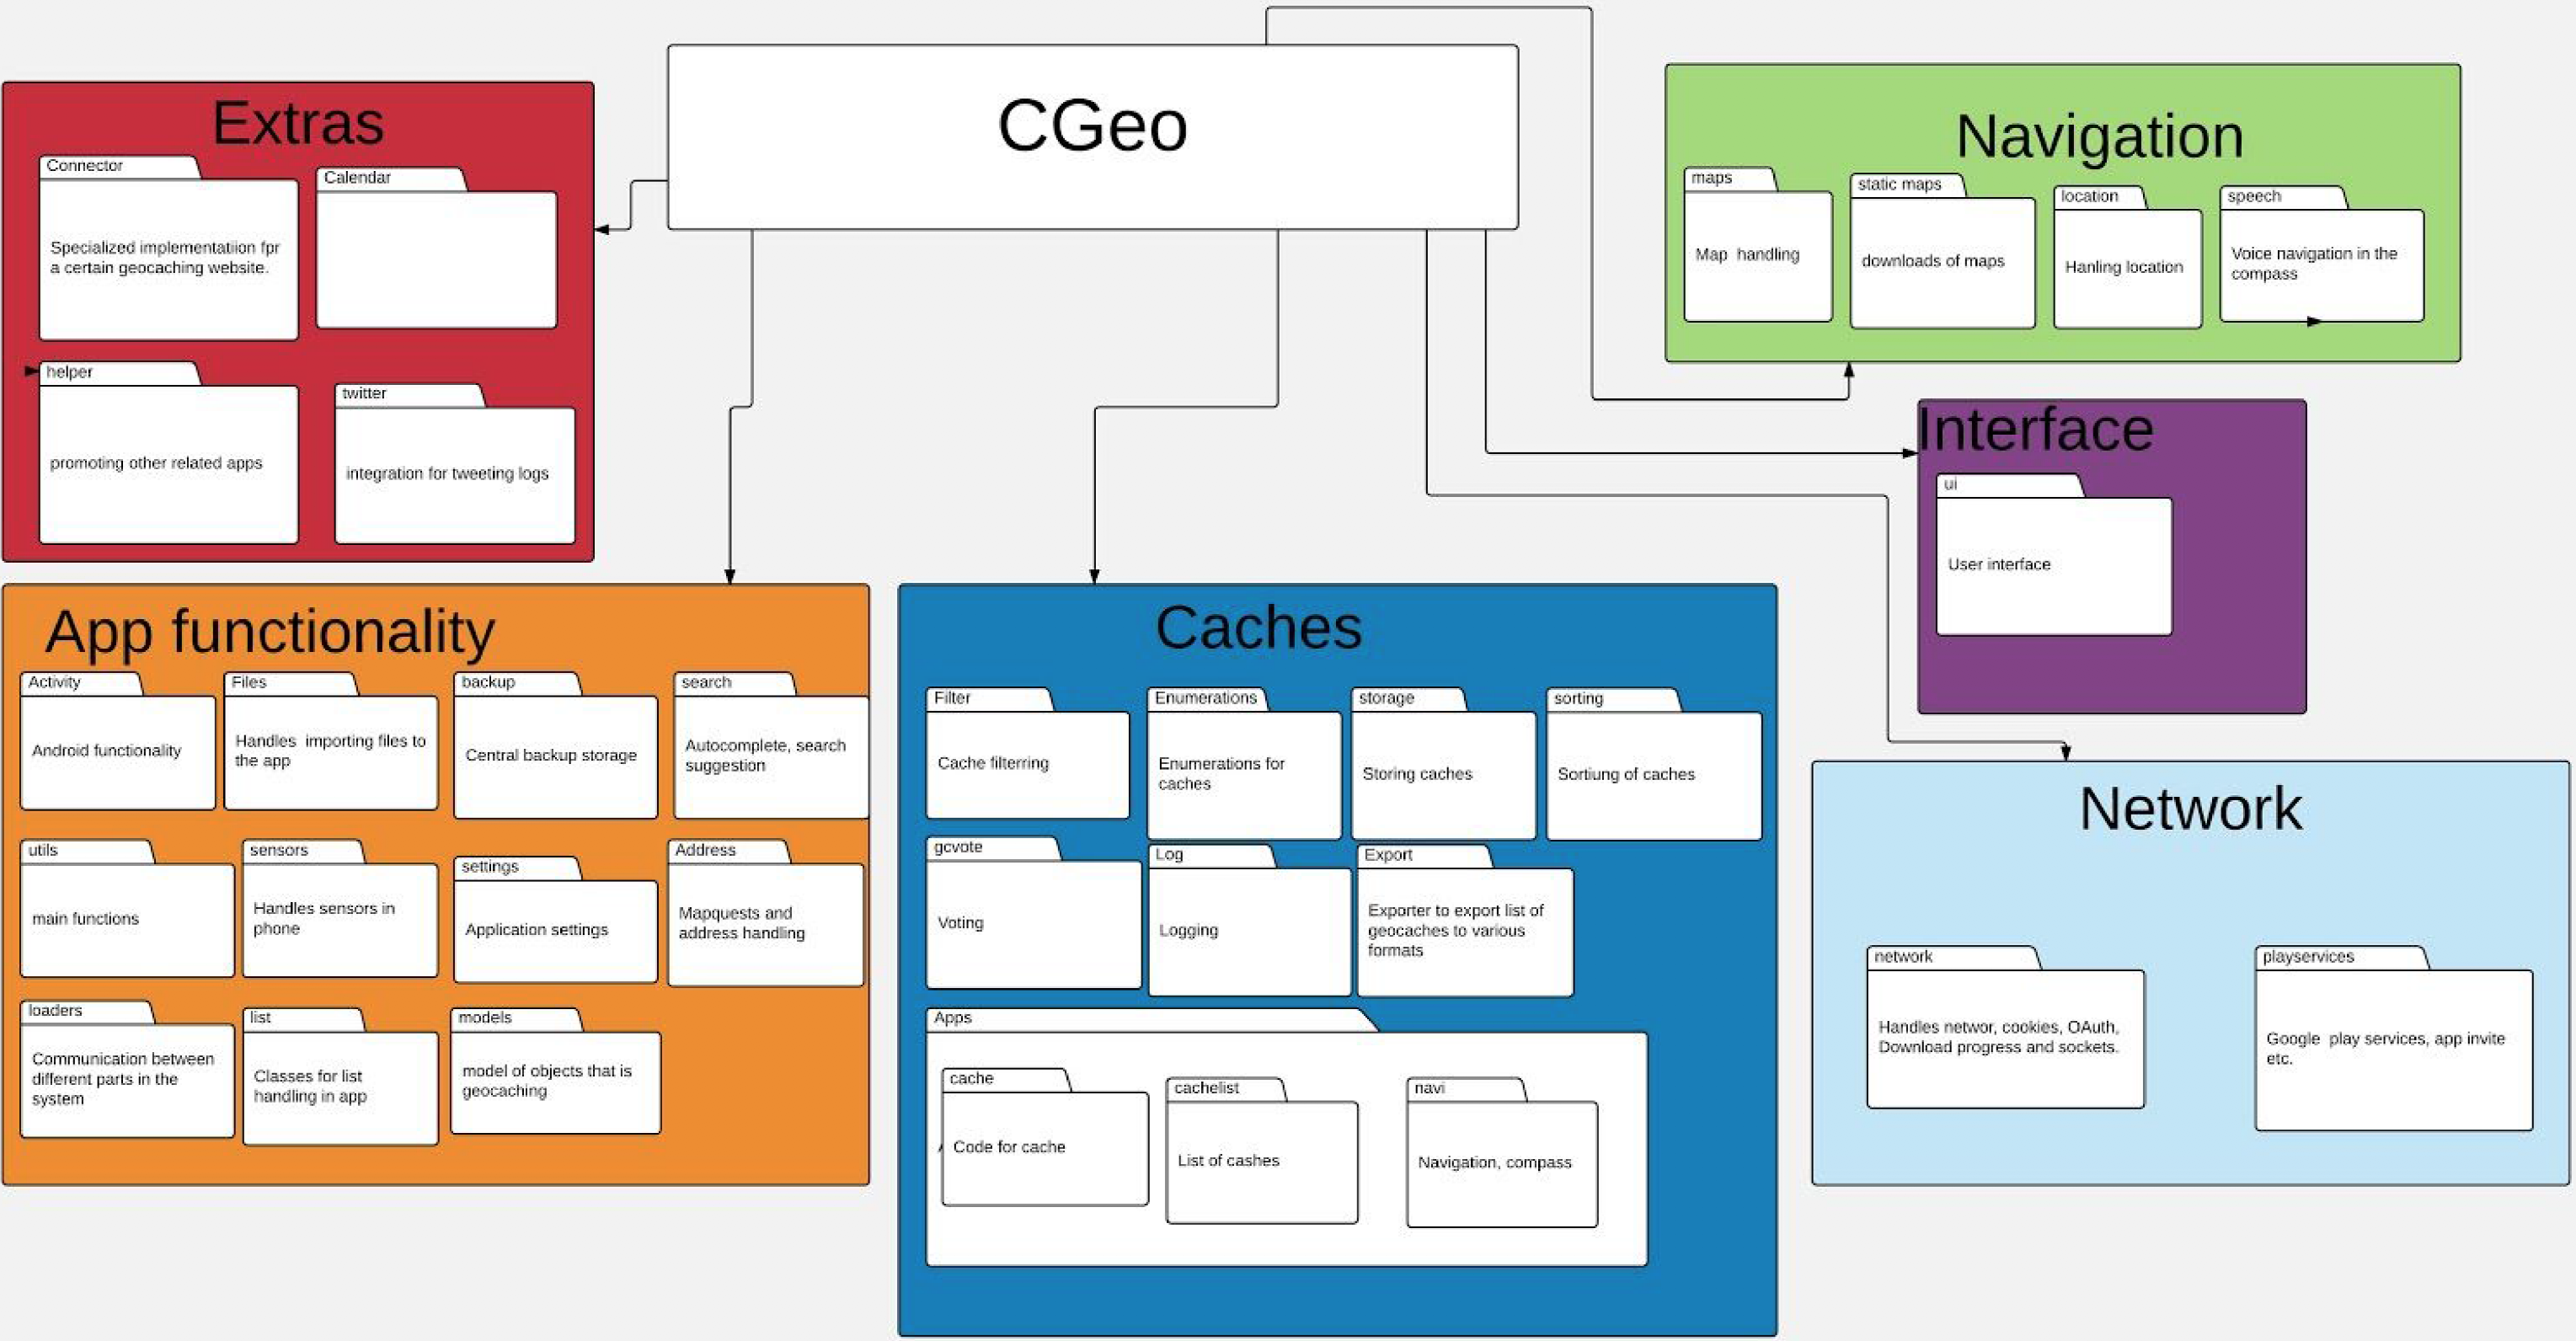 CGeo
Extras
Connector
Specialized implementatiion fpr
a certain geocaching website.
Calendar
helper
promoting other related apps
twitter
integration for tweeting logs
Navigation
maps
Map handling
static maps
downloads of maps
location
Hanling location
speech
Voice navigation in the
compass
Interface
ui
User interface
App functionality
Activity
Android functionality
Files
Handles importing files to
the app
backup
Central backup storage
search
Autocomplete, search
suggestion
utils
main functions
sensors
Handles sensors in
phone
settings
Application settings
Address
Mapquests and
address handling
loaders
Communication between
different parts in the
system
list
Classes for list
handling in app
models
model of objects that is
geocaching
Caches
Filter
Cache filterring
Enumerations
Enumerations for
caches
storage
Storing caches
sorting
Sortiung of caches
gcvote
Voting
Log
Logging
Export
Exporter to export list of
geocaches to various
formats
Apps
cache
Code for cache
cachelist
List of cashes
navi
Navigation, compass
Network
network
Handles networ, cookies, OAuth,
Download progress and sockets.
playservices
Google play services, app invite
etc.